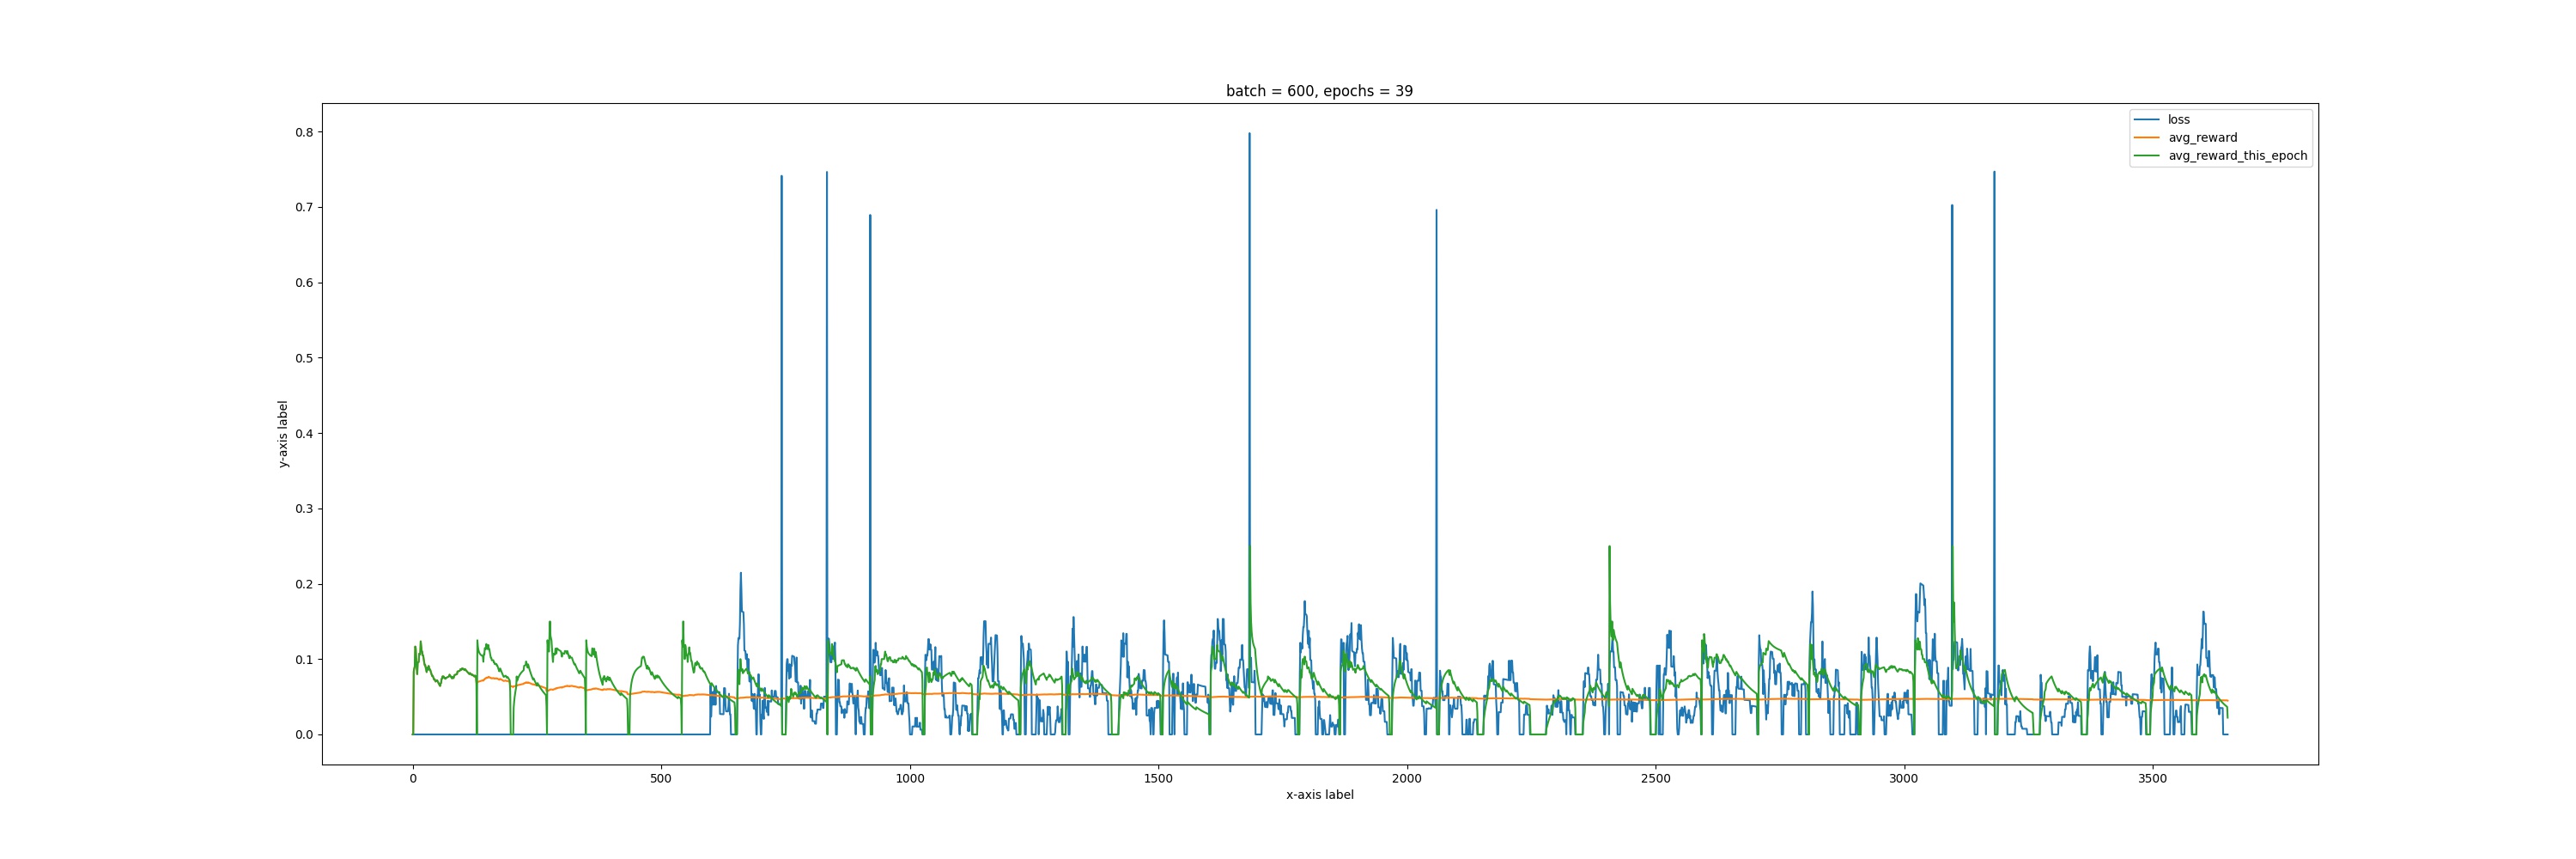 batch = 600, epochs = 39
loss
avg_reward
avg_reward_this_epoch
0.8
0.7
0.6
0.5
0.4
0.3
0.2
0.1
0.0
y-axis label
0 500 1000 1500 2000 2500 3000 3500
x-axis label